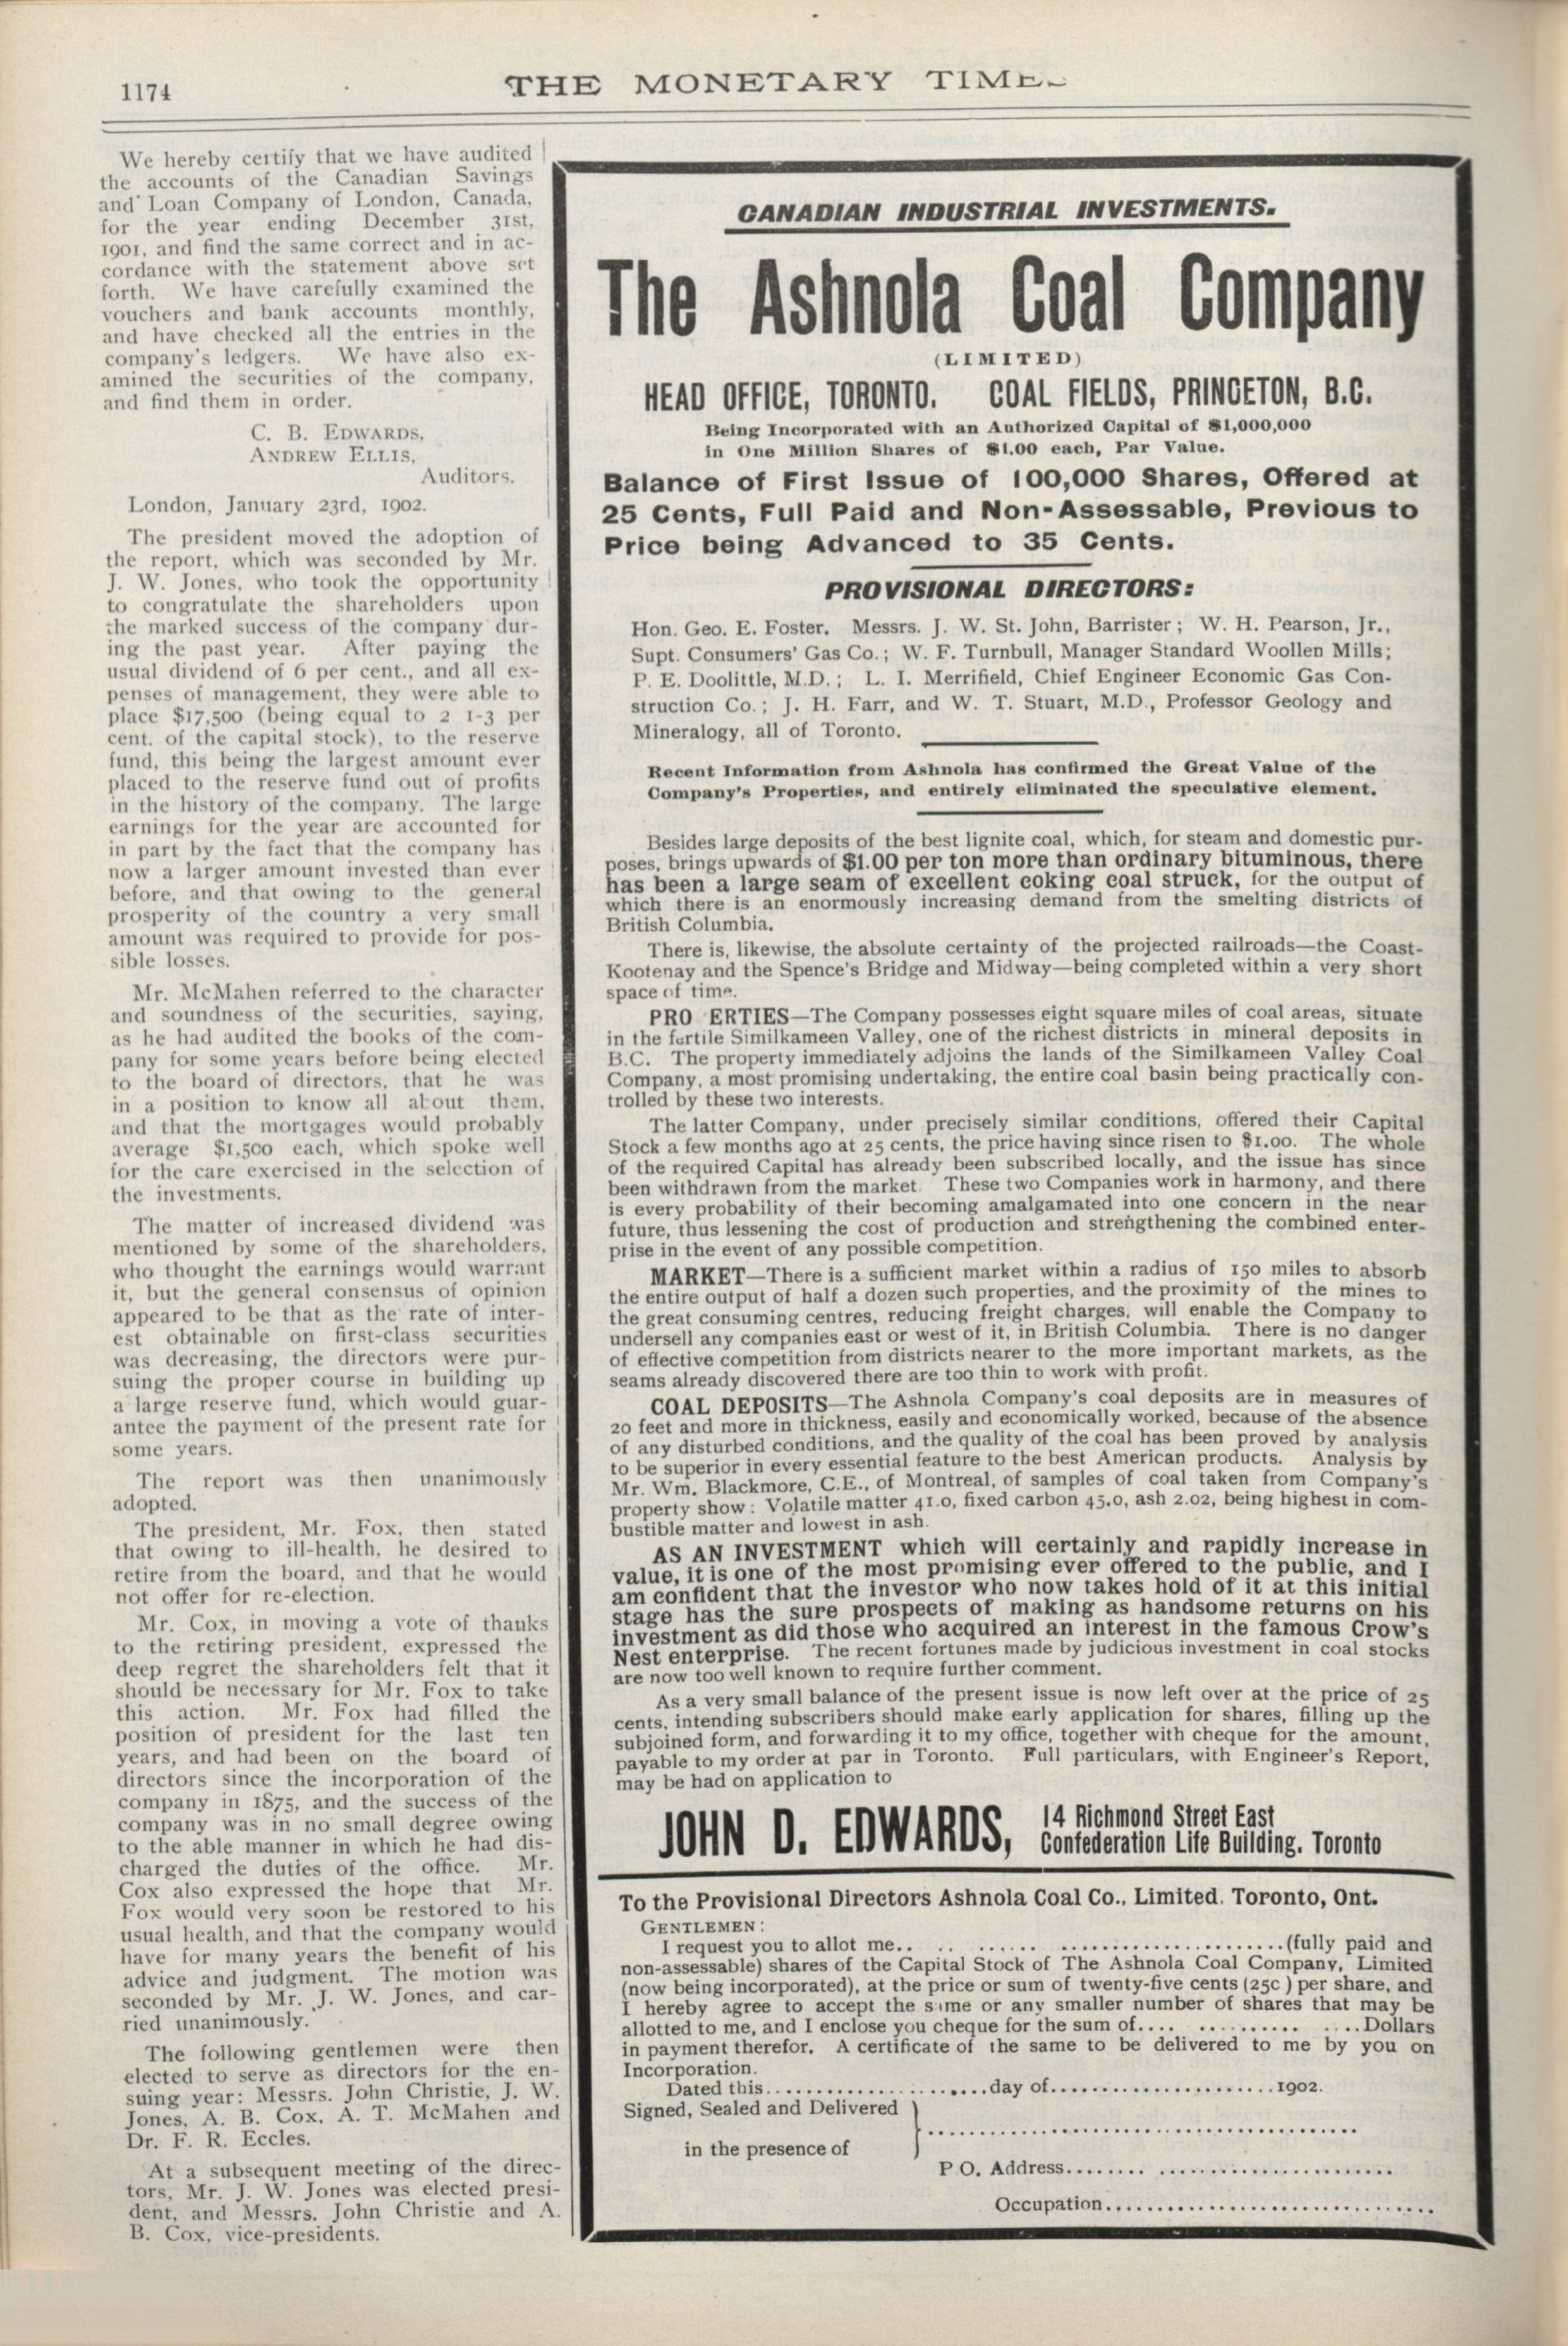 1174
THE MONETARY TIMES
We hereby certify that we have audited
the accounts of the Canadian Savings
and Loan Company of London, Canada,
for the year ending December 31st,
1901, and find the same correct and in ac-
cordance with the statement above set
forth. We have carefully examined the
vouchers and bank accounts monthly,
and have checked all the entries in the
company's ledgers. We have also ex-
amined the securities of the company,
and find them in order.
C. B. EDWARDS,
ANDREW ELLIS,
Auditors.
London, January 23rd, 1902.
The president moved the adoption of
the report, which was seconded by Mr.
J. W. Jones, who took the opportunity
to congratulate the shareholders upon
the marked success of the company dur-
ing the past year. After paying the
usual dividend of 6 per cent., and all ex-
penses of management, they were able to
place $17,500 (being equal to 2 1-3 per
cent. of the capital stock), to the reserve
fund, this being the largest amount ever
placed to the reserve fund out of profits
in the history of the company. The large
earnings for the year are accounted for
in part by the fact that the company has
now a larger amount invested than ever
before, and that owing to the general
prosperity of the country a very small
amount was required to provide for pos-
sible losses.
Mr. McMahen referred to the character
and soundness of the securities, saying,
as he had audited the books of the com-
pany for some years before being elected
to the board of directors, that he was
in a position to know all about them,
and that the mortgages would probably
average $1,500 each, which spoke well
for the care exercised in the selection of
the investments.
The matter of increased dividend was
mentioned by some of the shareholders,
who thought the earnings would warrant
it, but the general consensus of opinion
appeared to be that as the rate of inter-
est obtainable on first-class securities
was decreasing, the directors were pur-
suing the proper course in building up
a large reserve fund, which would guar-
antee the payment of the present rate for
some years.
The report was then unanimously
adopted.
The president, Mr. Fox, then stated
that owing to ill-health, he desired to
retire from the board, and that he would
not offer for re-election.
Mr. Cox, in moving a vote of thanks
to the retiring president, expressed the
deep regret the shareholders felt that it
should be necessary for Mr. Fox to take
this action. Mr. Fox had filled the
position of president for the last ten
years, and had been on the board of
directors since the incorporation of the
company in 1875, and the success of the
company was in no small degree owing
to the able manner in which he had dis-
charged the duties of the office. Mr.
Cox also expressed the hope that Mr.
Fox would very soon be restored to his
usual health, and that the company would
have for many years the benefit of his
advice and judgment. The motion was
seconded by Mr. J. W. Jones, and car-
ried unanimously.
The following gentlemen were then
elected to serve as directors for the en-
suing year: Messrs. John Christie, J. W.
Jones, A. B. Cox, A. T. McMahen and
Dr. F. R. Eccles.
At a subsequent meeting of the direc-
tors, Mr. J. W. Jones was elected presi-
dent, and Messrs. John Christie and A.
B. Cox, vice-presidents.
CANADIAN INDUSTRIAL INVESTMENTS.
The Ashnola Coal Company
(LIMITED)
HEAD OFFICE, TORONTO. COAL FIELDS, PRINCETON, B.C.
Being Incorporated with an Authorized Capital of $1,000,000
in One Million Shares of $1.00 each, Par Value.
Balance of First Issue of 100,000 Shares, Offered at
25 Cents, Full Paid and Non-Assessable, Previous to
Price being Advanced to 35 Cents.
PROVISIONAL DIRECTORS:
Hon. Geo. E. Foster. Messrs. J. W. St. John, Barrister; W. H. Pearson, Jr.,
Supt. Consumers' Gas Co.; W. F. Turnbull, Manager Standard Woollen Mills;
P. E. Doolittle, M.D.; L. I. Merrifield, Chief Engineer Economic Gas Con-
struction Co.; J. H. Farr, and W. T. Stuart, M.D., Professor Geology and
Mineralogy, all of Toronto.
Recent Information from Ashnola has confirmed the Great Value of the
Company's Properties, and entirely eliminated the speculative element.
Besides large deposits of the best lignite coal, which, for steam and domestic pur-
poses, brings upwards of $1.00 per ton more than ordinary bituminous, there
has been a large seam of excellent coking coal struck, for the output of
which there is an enormously increasing demand from the smelting districts of
British Columbia.
There is, likewise, the absolute certainty of the projected railroads—the Coast-
Kootenay and the Spence's Bridge and Midway—being completed within a very short
space of time.
PRO ERTIES—The Company possesses eight square miles of coal areas, situate
in the fertile Similkameen Valley, one of the richest districts in mineral deposits in
B.C. The property immediately adjoins the lands of the Similkameen Valley Coal
Company, a most promising undertaking, the entire coal basin being practically con-
trolled by these two interests.
The latter Company, under precisely similar conditions, offered their Capital
Stock a few months ago at 25 cents, the price having since risen to $1.00. The whole
of the required Capital has already been subscribed locally, and the issue has since
been withdrawn from the market. These two Companies work in harmony, and there
is every probability of their becoming amalgamated into one concern in the near
future, thus lessening the cost of production and strengthening the combined enter-
prise in the event of any possible competition.
MARKET—There is a sufficient market within a radius of 150 miles to absorb
the entire output of half a dozen such properties, and the proximity of the mines to
the great consuming centres, reducing freight charges, will enable the Company to
undersell any companies east or west of it, in British Columbia. There is no danger
of effective competition from districts nearer to the more important markets, as the
seams already discovered there are too thin to work with profit.
COAL DEPOSITS—The Ashnola Company's coal deposits are in measures of
20 feet and more in thickness, easily and economically worked, because of the absence
of any disturbed conditions, and the quality of the coal has been proved by analysis
to be superior in every essential feature to the best American products. Analysis by
Mr. Wm. Blackmore, C.E., of Montreal, of samples of coal taken from Company's
property show: Volatile matter 41.0, fixed carbon 45.0, ash 2.02, being highest in com-
bustible matter and lowest in ash.
AS AN INVESTMENT which will certainly and rapidly increase in
value, it is one of the most promising ever offered to the public, and I
am confident that the investor who now takes hold of it at this initial
stage has the sure prospects of making as handsome returns on his
investment as did those who acquired an interest in the famous Crow's
Nest enterprise. The recent fortunes made by judicious investment in coal stocks
are now too well known to require further comment.
As a very small balance of the present issue is now left over at the price of 25
cents, intending subscribers should make early application for shares, filling up the
subjoined form, and forwarding it to my office, together with cheque for the amount,
payable to my order at par in Toronto. Full particulars, with Engineer's Report,
may be had on application to
JOHN D. EDWARDS, 14 Richmond Street East
Confederation Life Building, Toronto
To the Provisional Directors Ashnola Coal Co., Limited, Toronto, Ont.
GENTLEMEN:
I request you to allot me.. .. ...... ........................(fully paid and
non-assessable) shares of the Capital Stock of The Ashnola Coal Company, Limited
(now being incorporated), at the price or sum of twenty-five cents (25c ) per share, and
I hereby agree to accept the same or any smaller number of shares that may be
allotted to me, and I enclose you cheque for the sum of.... .......... ....Dollars
in payment therefor. A certificate of the same to be delivered to me by you on
Incorporation.
Dated this......................day of......................1902.
Signed, Sealed and Delivered
in the presence of
P O. Address........ ......................
Occupation................................